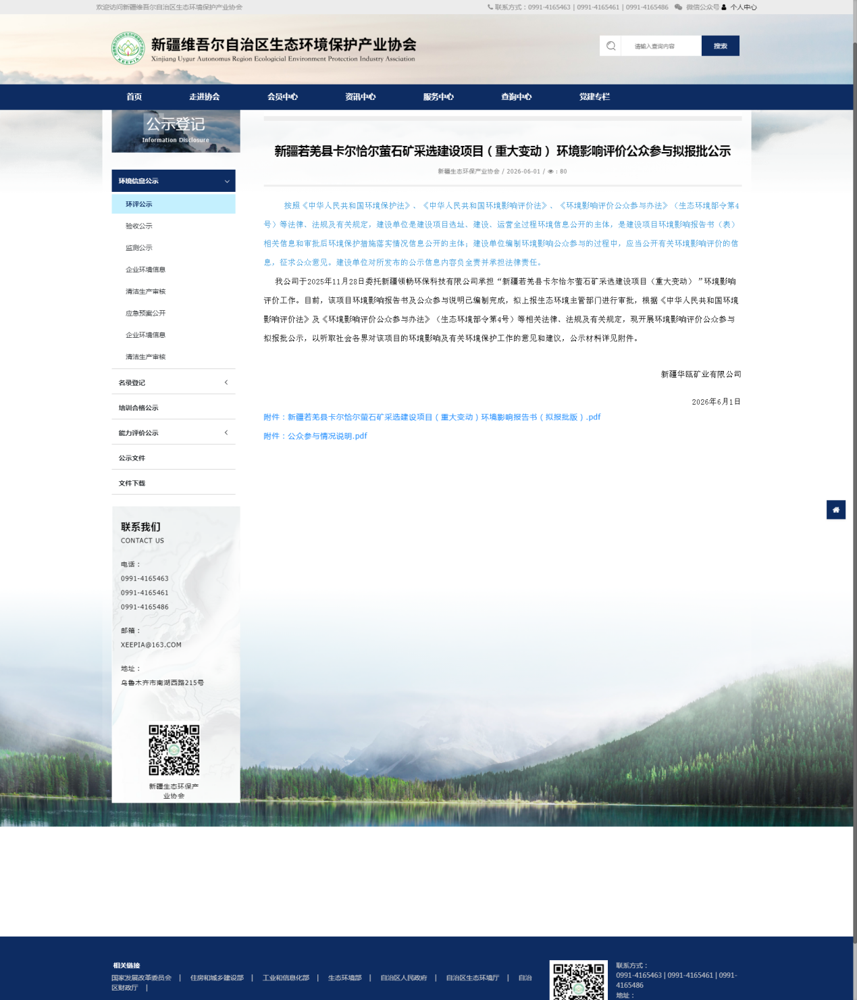 欢迎访问新疆维吾尔自治区生态环境保护产业协会
联系方式：0991-4165463 | 0991-4165461 | 0991-4165486 微信公众号 个人中心
新疆维吾尔自治区生态环境保护产业协会
Xinjiang Uygur Autonomus Region Ecologicial Environment Protection Industry Assciation
XEEPIA
请输入查询内容
搜索
首页 走进协会 会员中心 资讯中心 服务中心 查询中心 党建专栏
公示登记
Information Disclosure
环境信息公示
环评公示
验收公示
监测公示
企业环境信息
清洁生产审核
应急预案公开
企业环境信息
清洁生产审核
名录登记
培训合格公示
能力评价公示
公示文件
文件下载
联系我们
CONTACT US
电话：
0991-4165463
0991-4165461
0991-4165486
邮箱：
XEEPIA@163.COM
地址：
乌鲁木齐市南湖西路215号
新疆生态环保产
业协会
新疆若羌县卡尔恰尔萤石矿采选建设项目（重大变动） 环境影响评价公众参与拟报批公示
新疆生态环保产业协会 / 2026-06-01 / : 80
按照《中华人民共和国环境保护法》、《中华人民共和国环境影响评价法》、《环境影响评价公众参与办法》（生态环境部令第4
号）等法律、法规及有关规定，建设单位是建设项目选址、建设、运营全过程环境信息公开的主体，是建设项目环境影响报告书（表）
相关信息和审批后环境保护措施落实情况信息公开的主体；建设单位编制环境影响公众参与的过程中，应当公开有关环境影响评价的信
息，征求公众意见。建设单位对所发布的公示信息内容负全责并承担法律责任。
我公司于2025年11月28日委托新疆领畅环保科技有限公司承担“新疆若羌县卡尔恰尔萤石矿采选建设项目（重大变动）”环境影响
评价工作。目前，该项目环境影响报告书及公众参与说明已编制完成，拟上报生态环境主管部门进行审批，根据《中华人民共和国环境
影响评价法》及《环境影响评价公众参与办法》（生态环境部令第4号）等相关法律、法规及有关规定，现开展环境影响评价公众参与
拟报批公示，以听取社会各界对该项目的环境影响及有关环境保护工作的意见和建议，公示材料详见附件。
新疆华瓯矿业有限公司
2026年6月1日
附件：新疆若羌县卡尔恰尔萤石矿采选建设项目（重大变动）环境影响报告书（拟报批版）.pdf
附件：公众参与情况说明.pdf
相关链接
国家发展改革委员会 | 住房和城乡建设部 | 工业和信息化部 | 生态环境部 | 自治区人民政府 | 自治区生态环境厅 | 自治
区财政厅 |
联系方式：
0991-4165463 | 0991-4165461 | 0991-
4165486
地址：